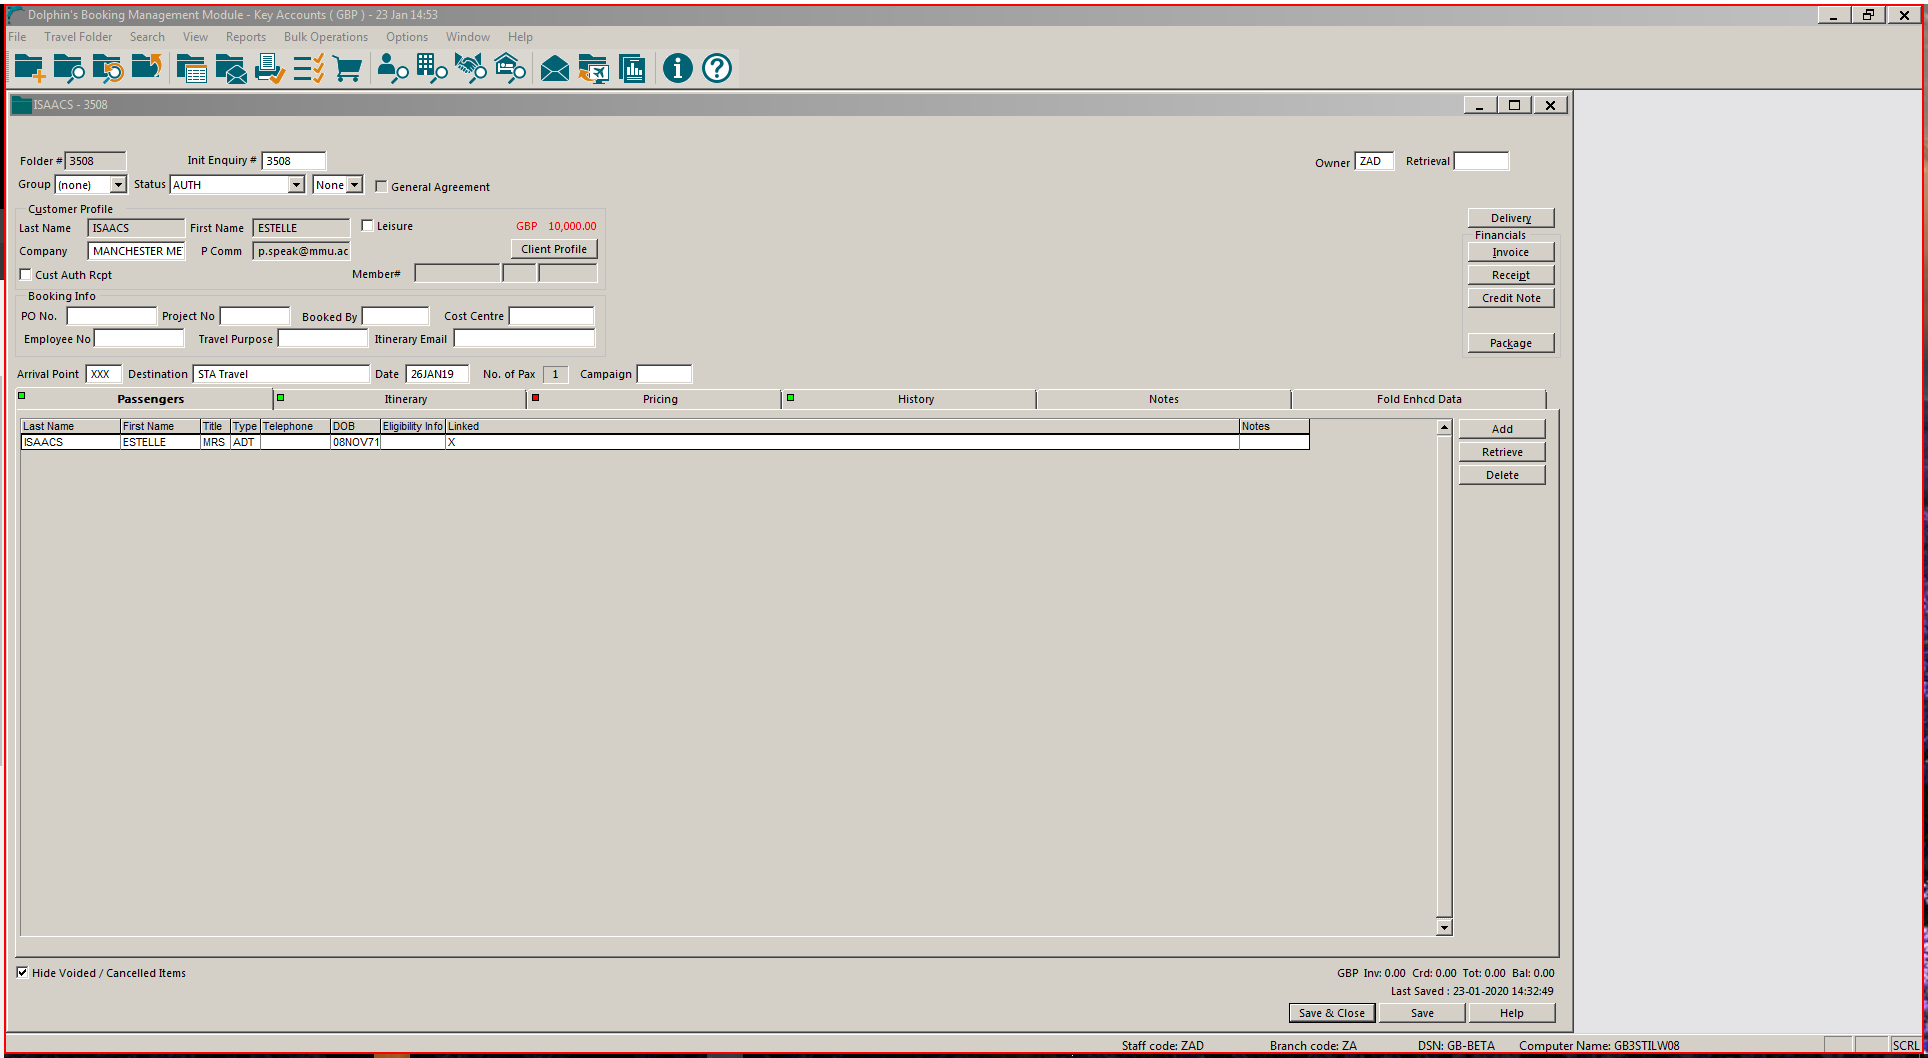 Dolphin's Booking Management Module - Key Accounts ( GBP ) - 23 Jan 14:53
File Travel Folder Search View Reports Bulk Operations Options Window Help
ISAACS - 3508
Folder # 3508 Init Enquiry # 3508 Owner ZAD Retrieval
Group (none) Status AUTH None General Agreement
Customer Profile
Last Name ISAACS First Name ESTELLE Leisure GBP 10,000.00
Company MANCHESTER ME P Comm p.speak@mmu.ac Client Profile
Cust Auth Rcpt Member#
Delivery
Financials
Invoice
Receipt
Credit Note
Package
Booking Info
PO No. Project No Booked By Cost Centre
Employee No Travel Purpose Itinerary Email
Arrival Point XXX Destination STA Travel Date 26JAN19 No. of Pax 1 Campaign
Passengers Itinerary Pricing History Notes Fold Enhcd Data
Last Name First Name Title Type Telephone DOB Eligibility Info Linked Notes
ISAACS ESTELLE MRS ADT 08NOV71 X
Add
Retrieve
Delete
Hide Voided / Cancelled Items
GBP Inv: 0.00 Crd: 0.00 Tot: 0.00 Bal: 0.00
Last Saved : 23-01-2020 14:32:49
Save & Close Save Help
Staff code: ZAD Branch code: ZA DSN: GB-BETA Computer Name: GB3STILW08 SCRL